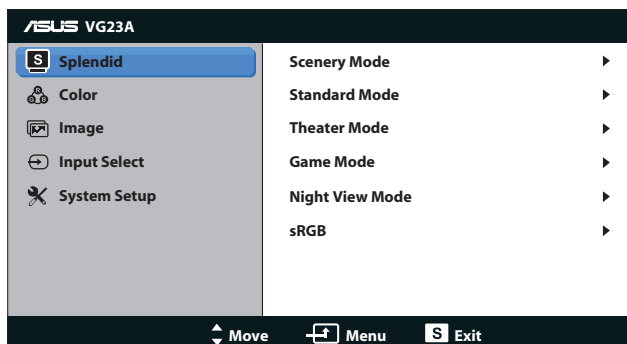 ASUS VG23A
S Splendid
Color
Image
Input Select
System Setup
Scenery Mode
Standard Mode
Theater Mode
Game Mode
Night View Mode
sRGB
Move Menu S Exit